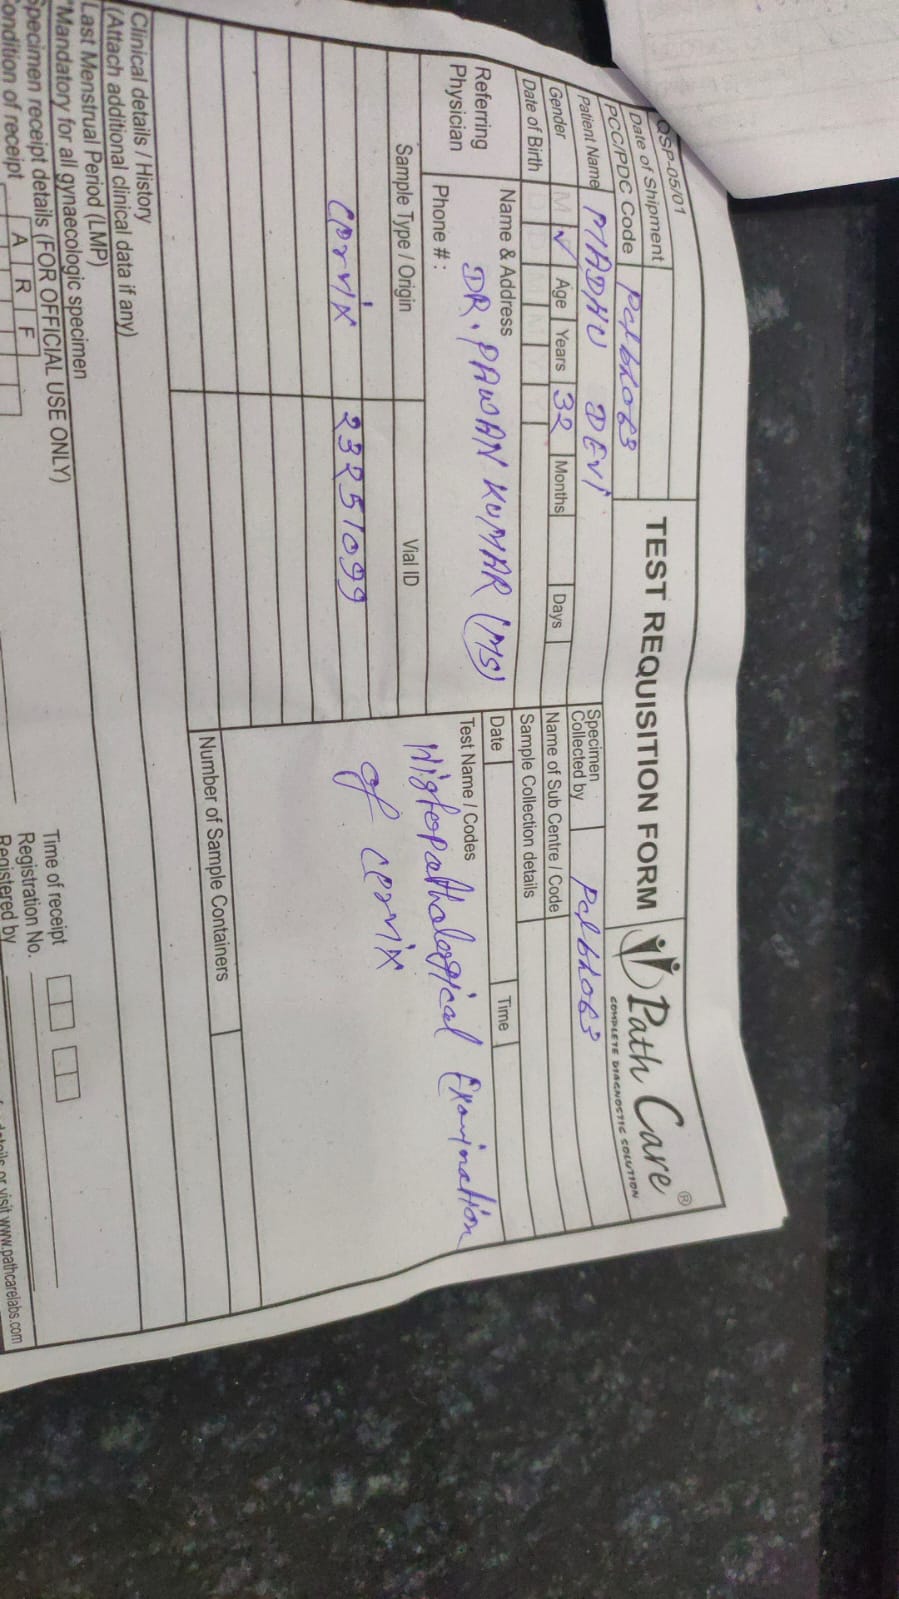 QSP-05/01
TEST REQUISITION FORM
Path Care ®
COMPLETE DIAGNOSTIC SOLUTION
Date of Shipment
PCC/PDC Code Pclbh063
Patient Name MADHU DEVI
Gender M ✓ Age Years 32 Months Days
Date of Birth
Specimen Collected by Pclbh063
Name of Sub Centre / Code
Sample Collection details
Date Time
Referring Physician
Name & Address
DR. PAWAN KUMAR (MS)
Phone # :
Test Name / Codes
Histopathological Examination
of cervix
Sample Type / Origin Vial ID
cervix 23251099
Number of Sample Containers
Clinical details / History
(Attach additional clinical data if any)
Last Menstrual Period (LMP)
*Mandatory for all gynaecologic specimen
Specimen receipt details (FOR OFFICIAL USE ONLY)
Condition of receipt A R F
Time of receipt
Registration No.
Registered by
details or visit www.pathcarelabs.com